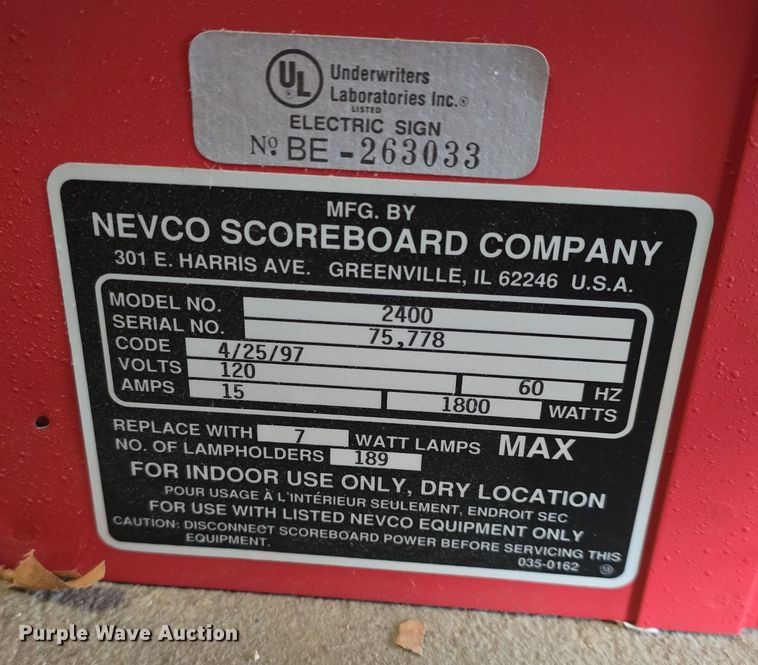 UL
Underwriters
Laboratories Inc.®
LISTED
ELECTRIC SIGN
Nº BE-263033
MFG. BY
NEVCO SCOREBOARD COMPANY
301 E. HARRIS AVE. GREENVILLE, IL 62246 U.S.A.
MODEL NO. 2400
SERIAL NO. 75,778
CODE 4/25/97
VOLTS 120 60 HZ
AMPS 15 1800 WATTS
REPLACE WITH 7 WATT LAMPS MAX
NO. OF LAMPHOLDERS 189
FOR INDOOR USE ONLY, DRY LOCATION
POUR USAGE À L'INTÉRIEUR SEULEMENT, ENDROIT SEC
FOR USE WITH LISTED NEVCO EQUIPMENT ONLY
CAUTION: DISCONNECT SCOREBOARD POWER BEFORE SERVICING THIS
EQUIPMENT.
035-0162
Purple Wave Auction